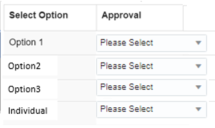 Select Option Approval
Option 1 Please Select
Option2 Please Select
Option3 Please Select
Individual Please Select